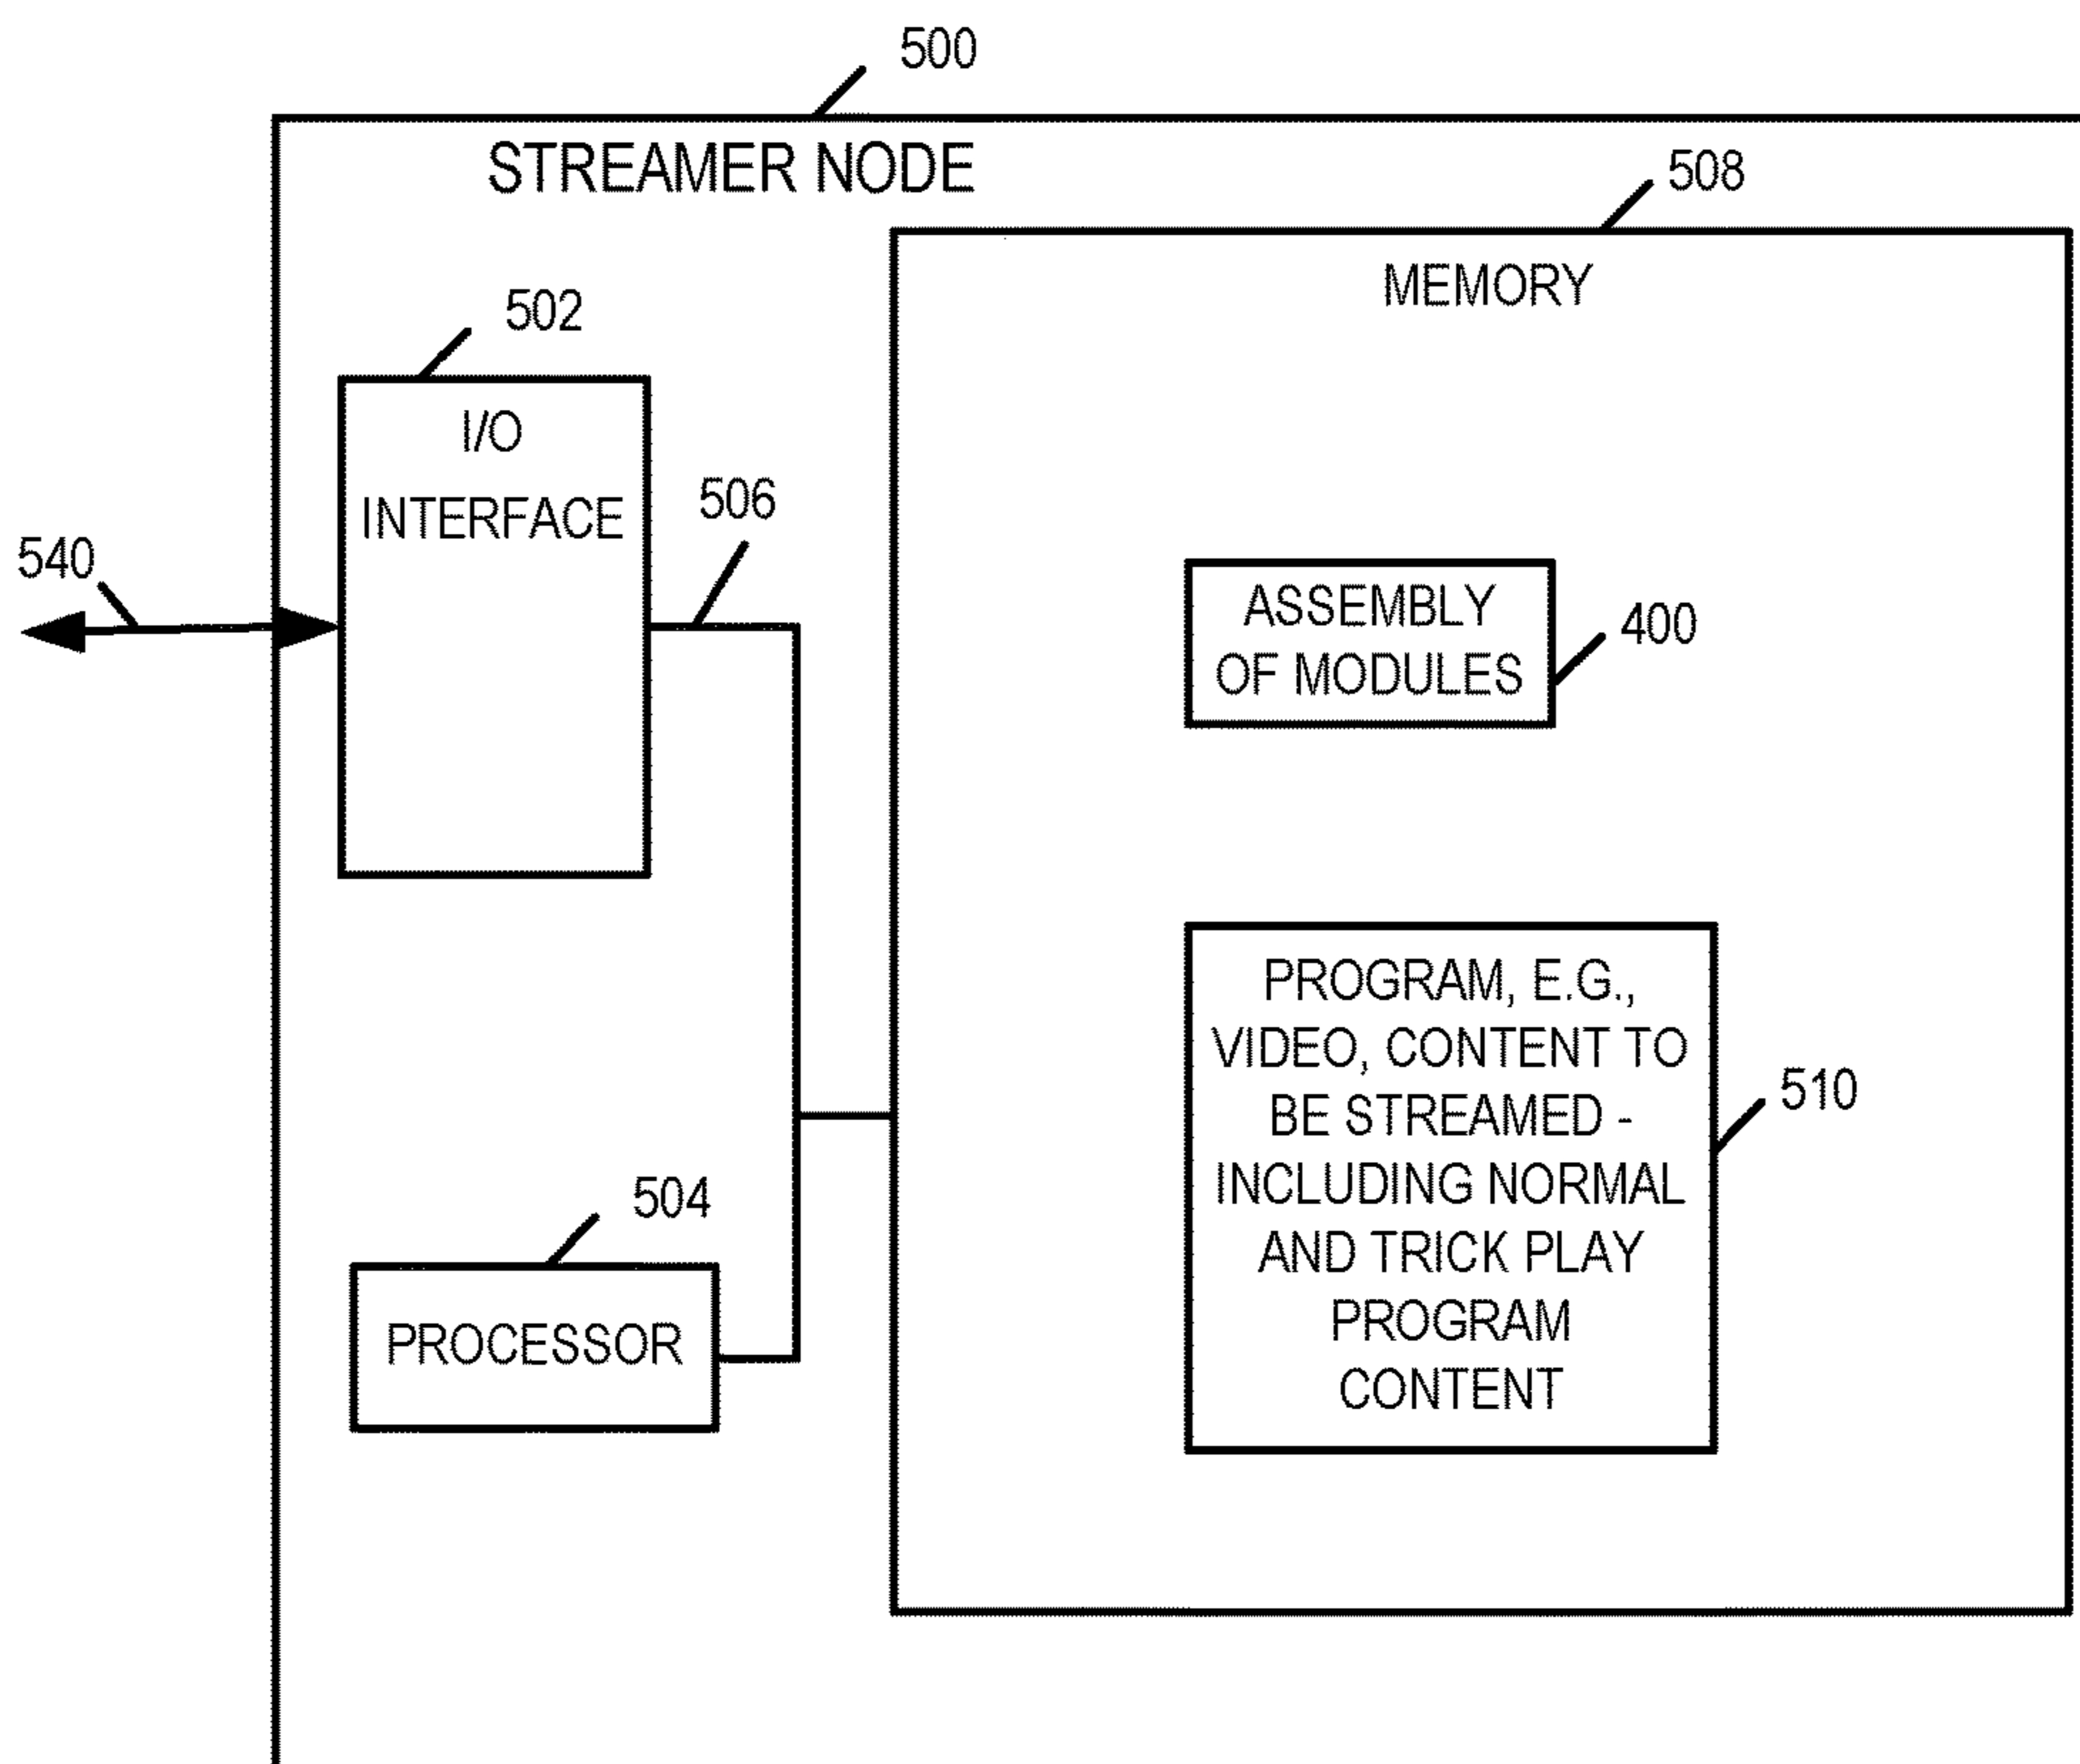 500
STREAMER NODE
508
MEMORY
502
I/O
INTERFACE
506
540
ASSEMBLY
OF MODULES
400
PROGRAM, E.G.,
VIDEO, CONTENT TO
BE STREAMED -
INCLUDING NORMAL
AND TRICK PLAY
PROGRAM
CONTENT
510
504
PROCESSOR